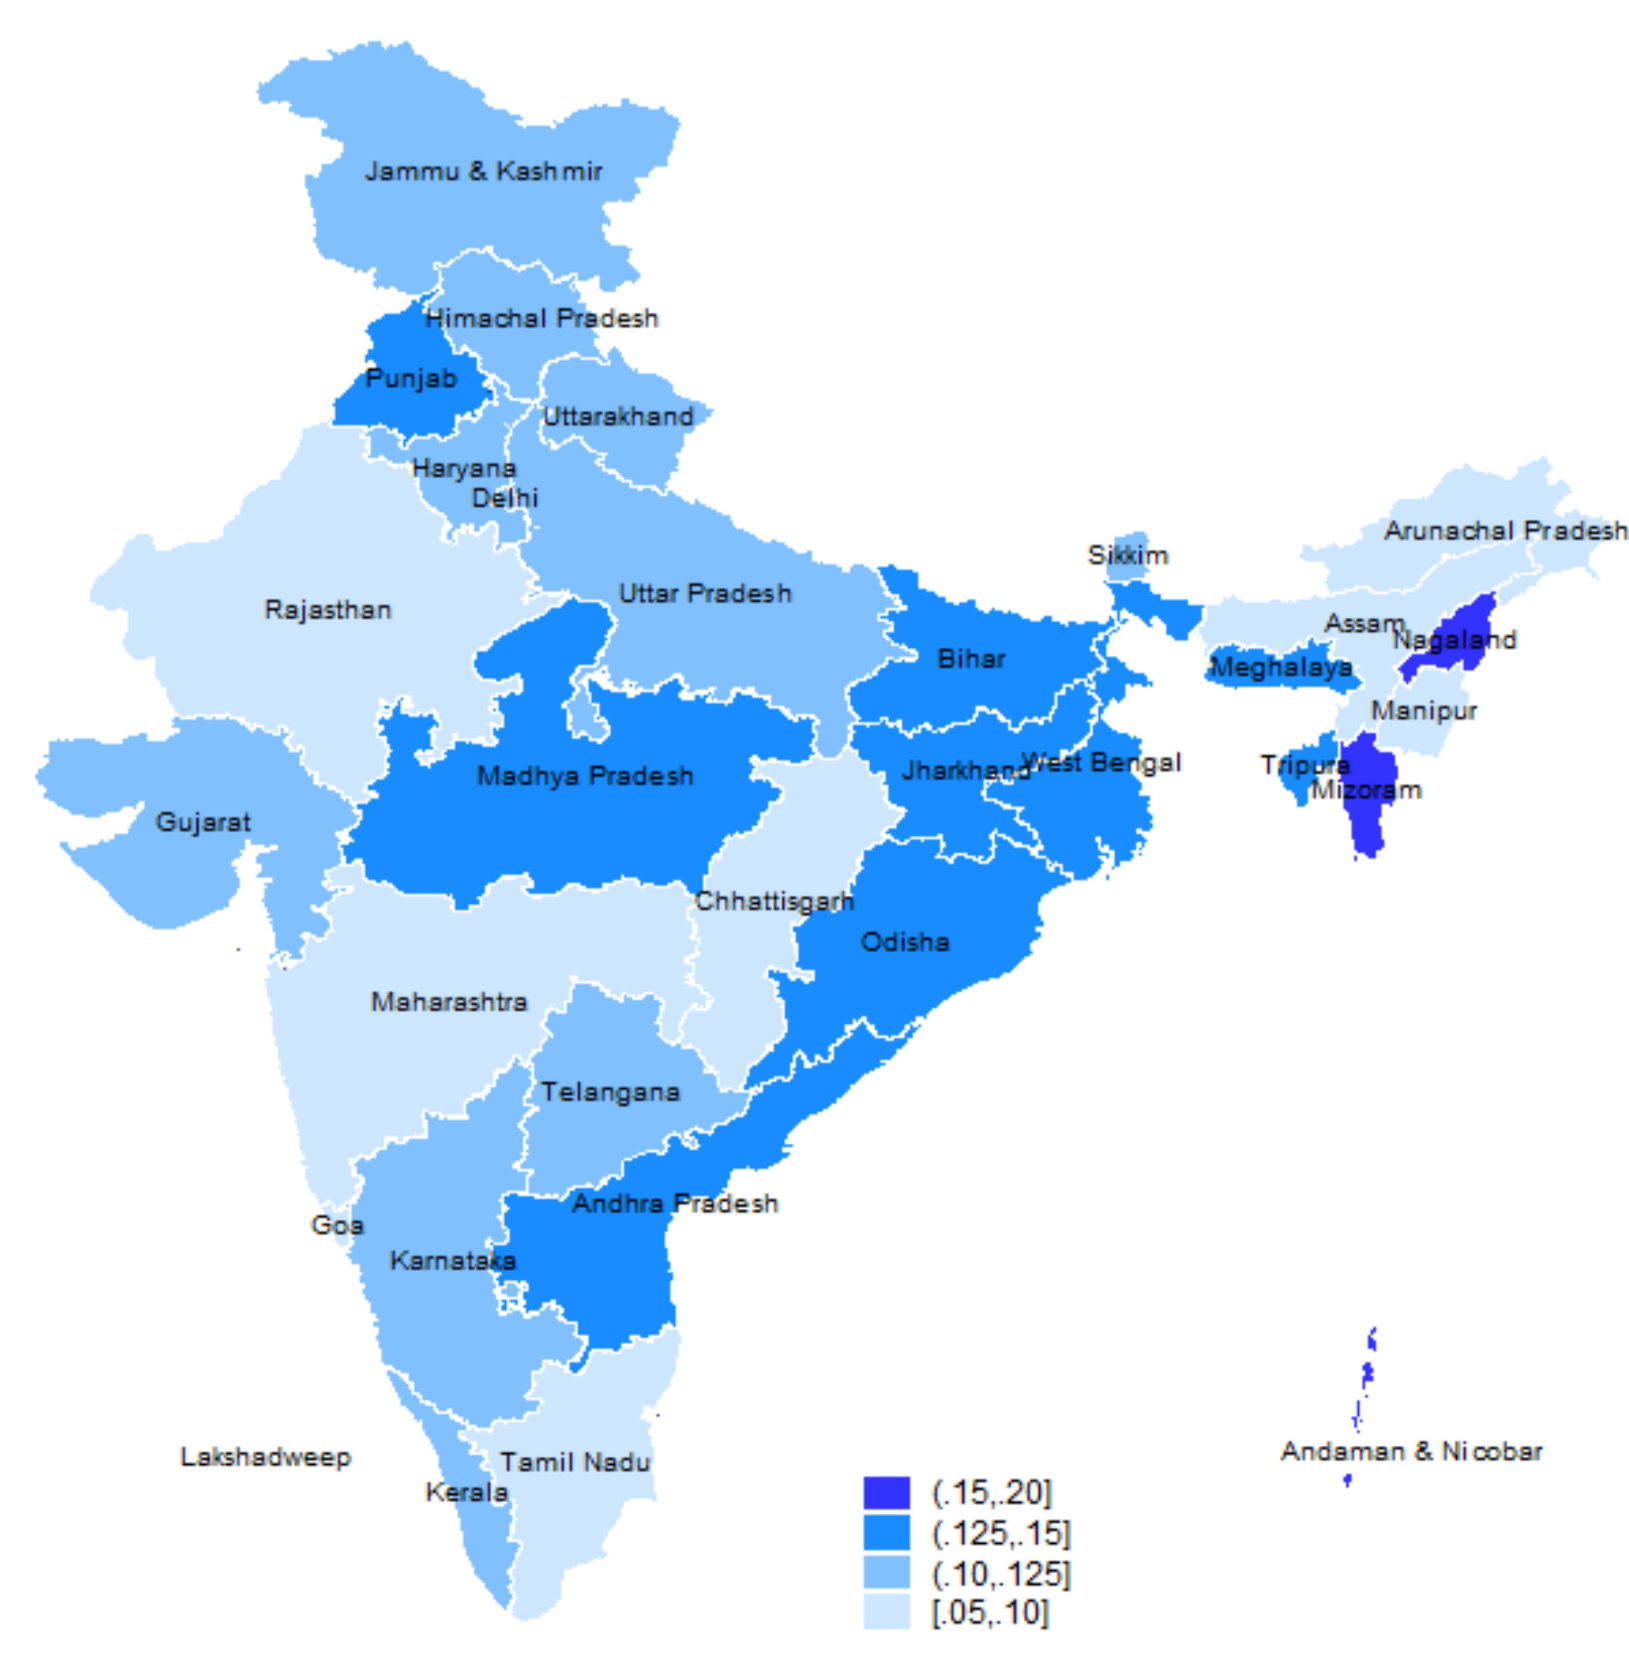 Jammu & Kashmir
Himachal Pradesh
Punjab
Uttarakhand
Haryana
Delhi
Arunachal Pradesh
Sikkim
Uttar Pradesh
Rajasthan
Assam
Nagaland
Bihar
Meghalaya
Manipur
West Bengal
Tripura
Jharkhand
Madhya Pradesh
Mizoram
Gujarat
Chhattisgarh
Odisha
Maharashtra
Telangana
Andhra Pradesh
Goa
Karnataka
Andaman & Nicobar
Lakshadweep
Tamil Nadu
Kerala
(.15,.20]
(.125,.15]
(.10,.125]
[.05,.10]